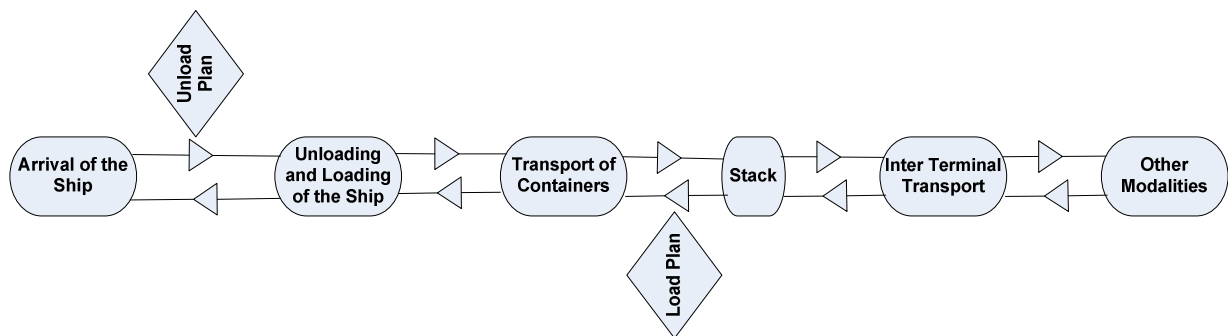 Unload
Plan
Arrival of the
Ship
Unloading
and Loading
of the Ship
Transport of
Containers
Stack
Inter Terminal
Transport
Other
Modalities
Load Plan